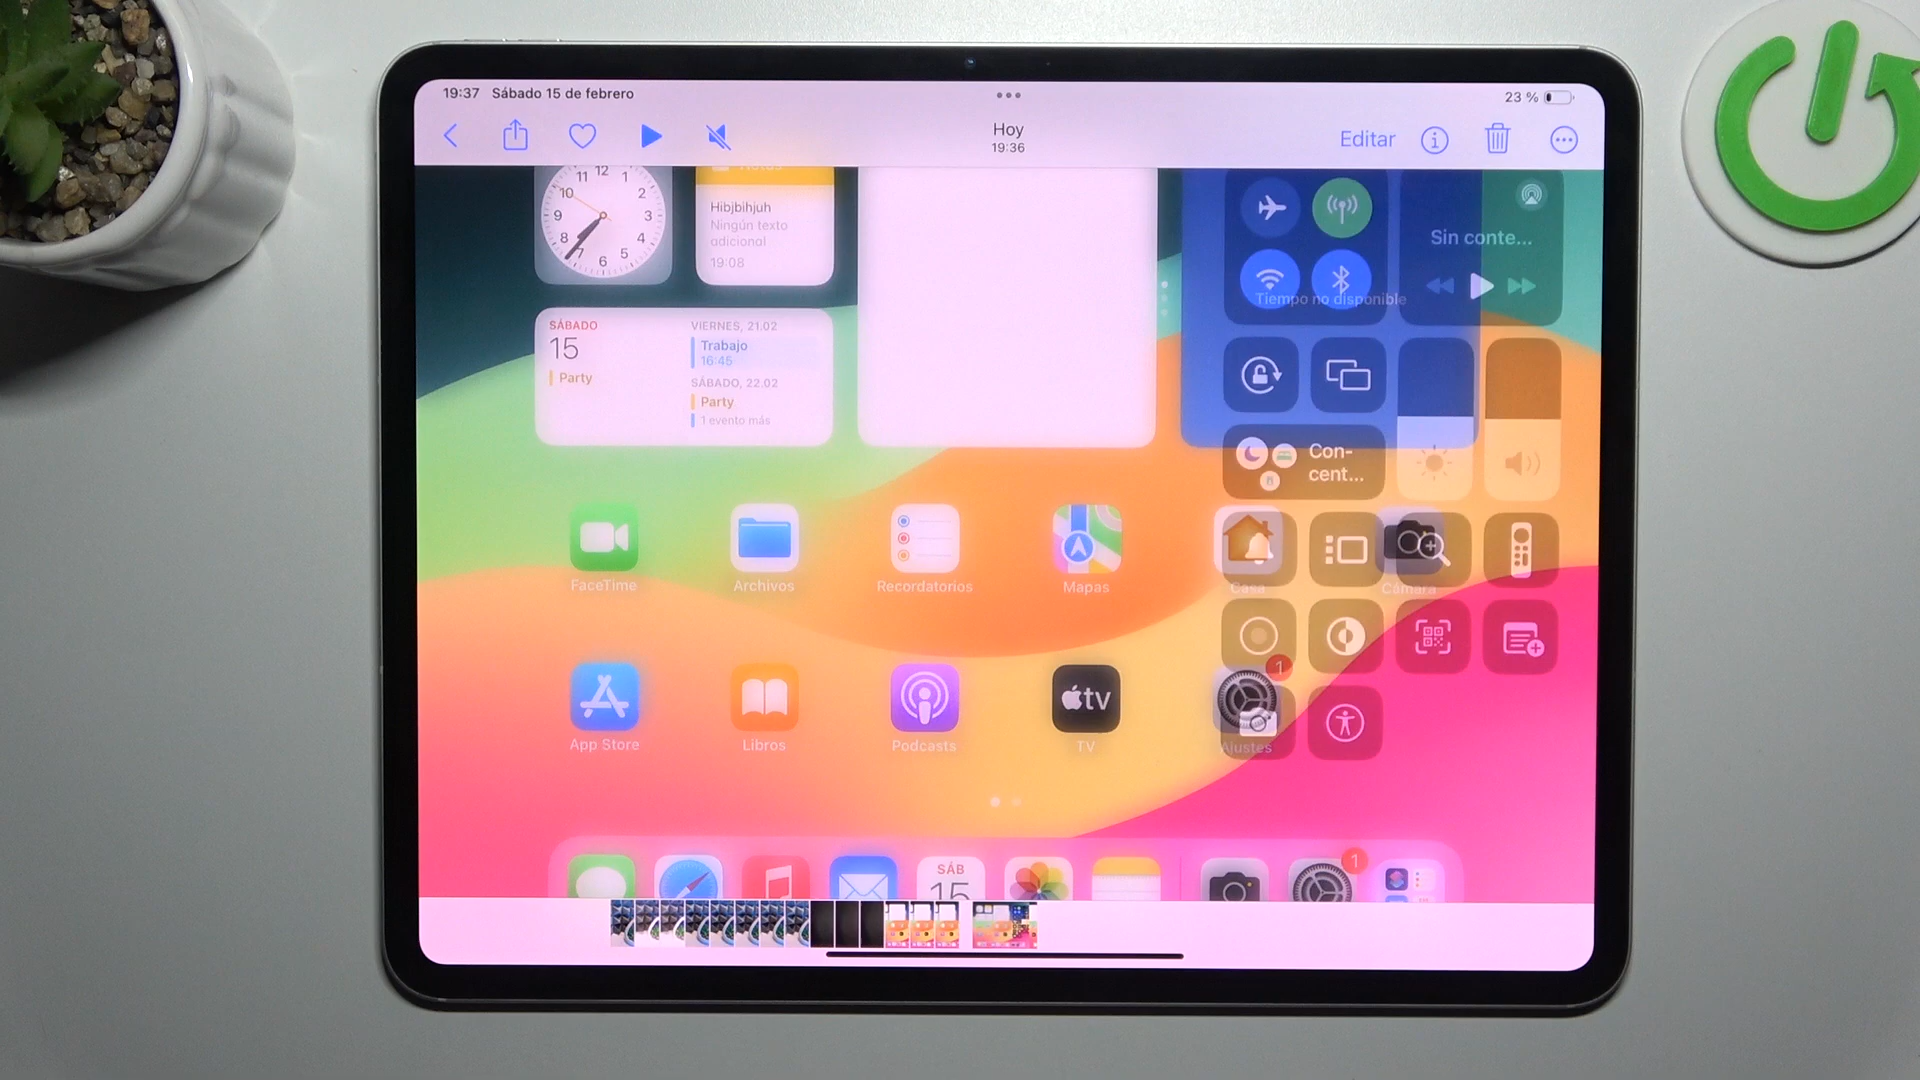 19:37 Sábado 15 de febrero
23 %
Hoy
19:36
Editar
12
11 1
10 2
9 3
8 4
7 5
6
Notas
Hibjbihjuh
Ningún texto
adicional
19:08
Sin conte...
Tiempo no disponible
SÁBADO
15
Party
VIERNES, 21.02
Trabajo
16:45
SÁBADO, 22.02
Party
1 evento más
Con-
cent...
FaceTime
Archivos
Recordatorios
Mapas
Casa
Cámara
1
tv
App Store
Libros
Podcasts
TV
Ajustes
SÁB
15
1